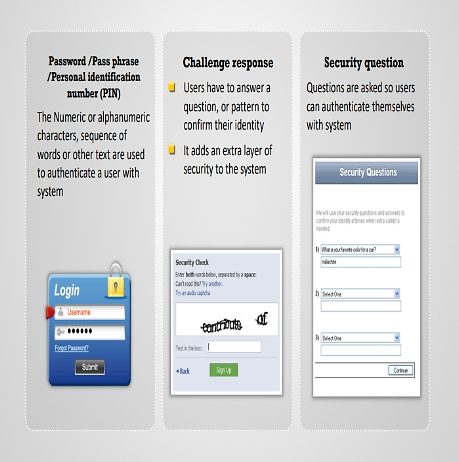 Password /Pass phrase
/Personal identification
number (PIN)
The Numeric or alphanumeric
characters, sequence of
words or other text are used
to authenticate a user with
system
Login
Username
Forgot Password?
Submit
Challenge response
Users have to answer a
question, or pattern to
confirm their identity
It adds an extra layer of
security to the system
Security Check
Enter both words below, separated by a space.
Can't read this? Try another.
Try an audio captcha
contribute of
Text in the box:
Back
Sign Up
Security question
Questions are asked so users
can authenticate themselves
with system
Security Questions
We will use your security questions and answers to
confirm your identity at times when extra safety is
needed.
1) What is your favorite color for a car?
malachite
2) Select One
3) Select One
Continue